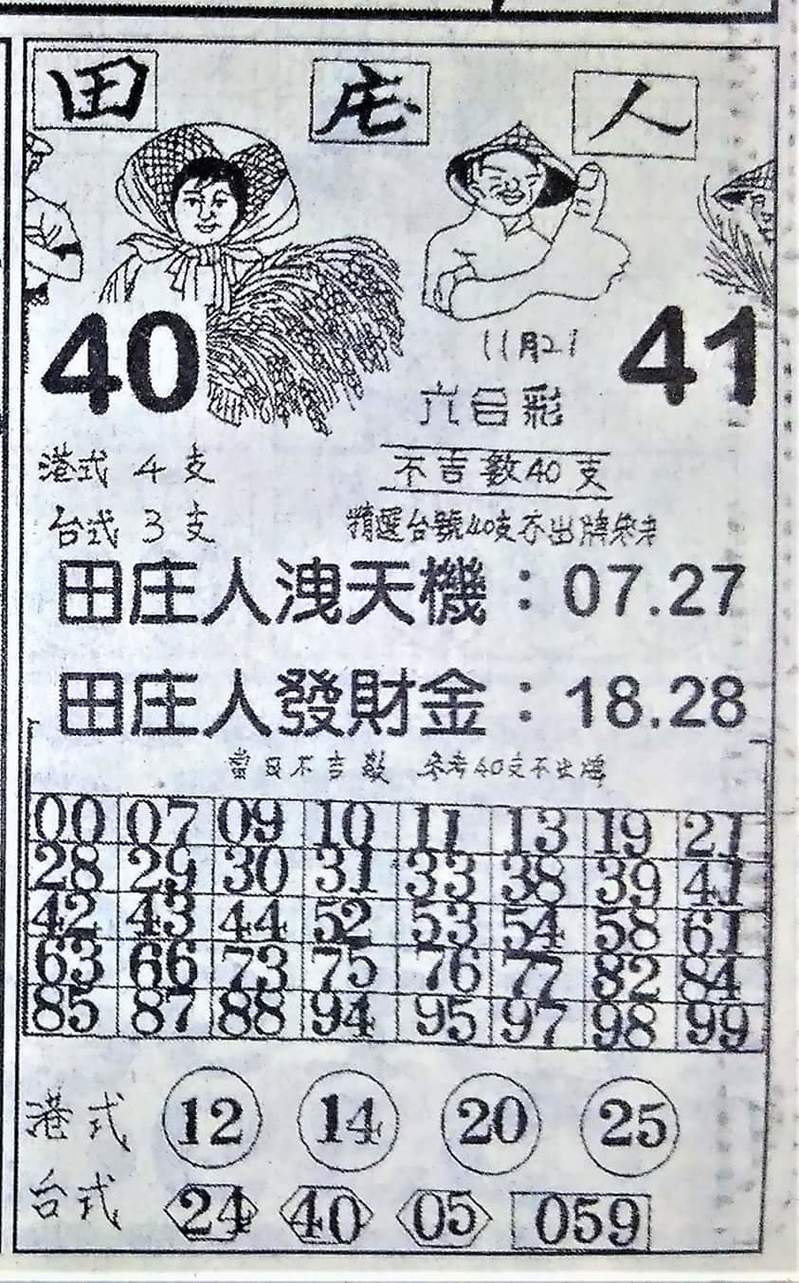 田 庄 人
40 11月21 41
六合彩
港式 4支 不吉數40支
台式 3支 精選台號40支不出牌參考
田庄人洩天機：07.27
田庄人發財金：18.28
當日不吉數 參考40支不出牌
00 07 09 10 11 13 19 21
28 29 30 31 33 38 39 41
42 43 44 52 53 54 58 61
63 66 73 75 76 77 82 84
85 87 88 94 95 97 98 99
港式 12 14 20 25
台式 24 40 05 059